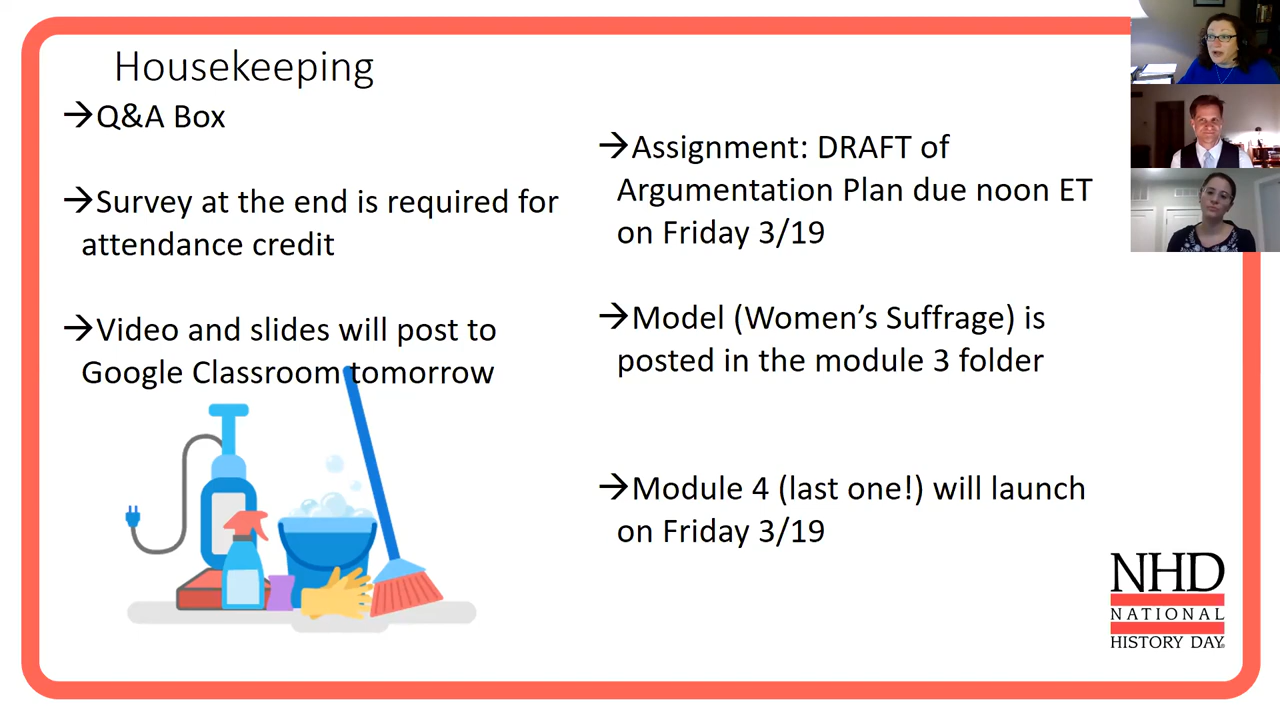 Housekeeping
→Q&A Box
→Survey at the end is required for
attendance credit
→Video and slides will post to
Google Classroom tomorrow
→Assignment: DRAFT of
Argumentation Plan due noon ET
on Friday 3/19
→Model (Women's Suffrage) is
posted in the module 3 folder
→Module 4 (last one!) will launch
on Friday 3/19
NHD
NATIONAL
HISTORY DAY